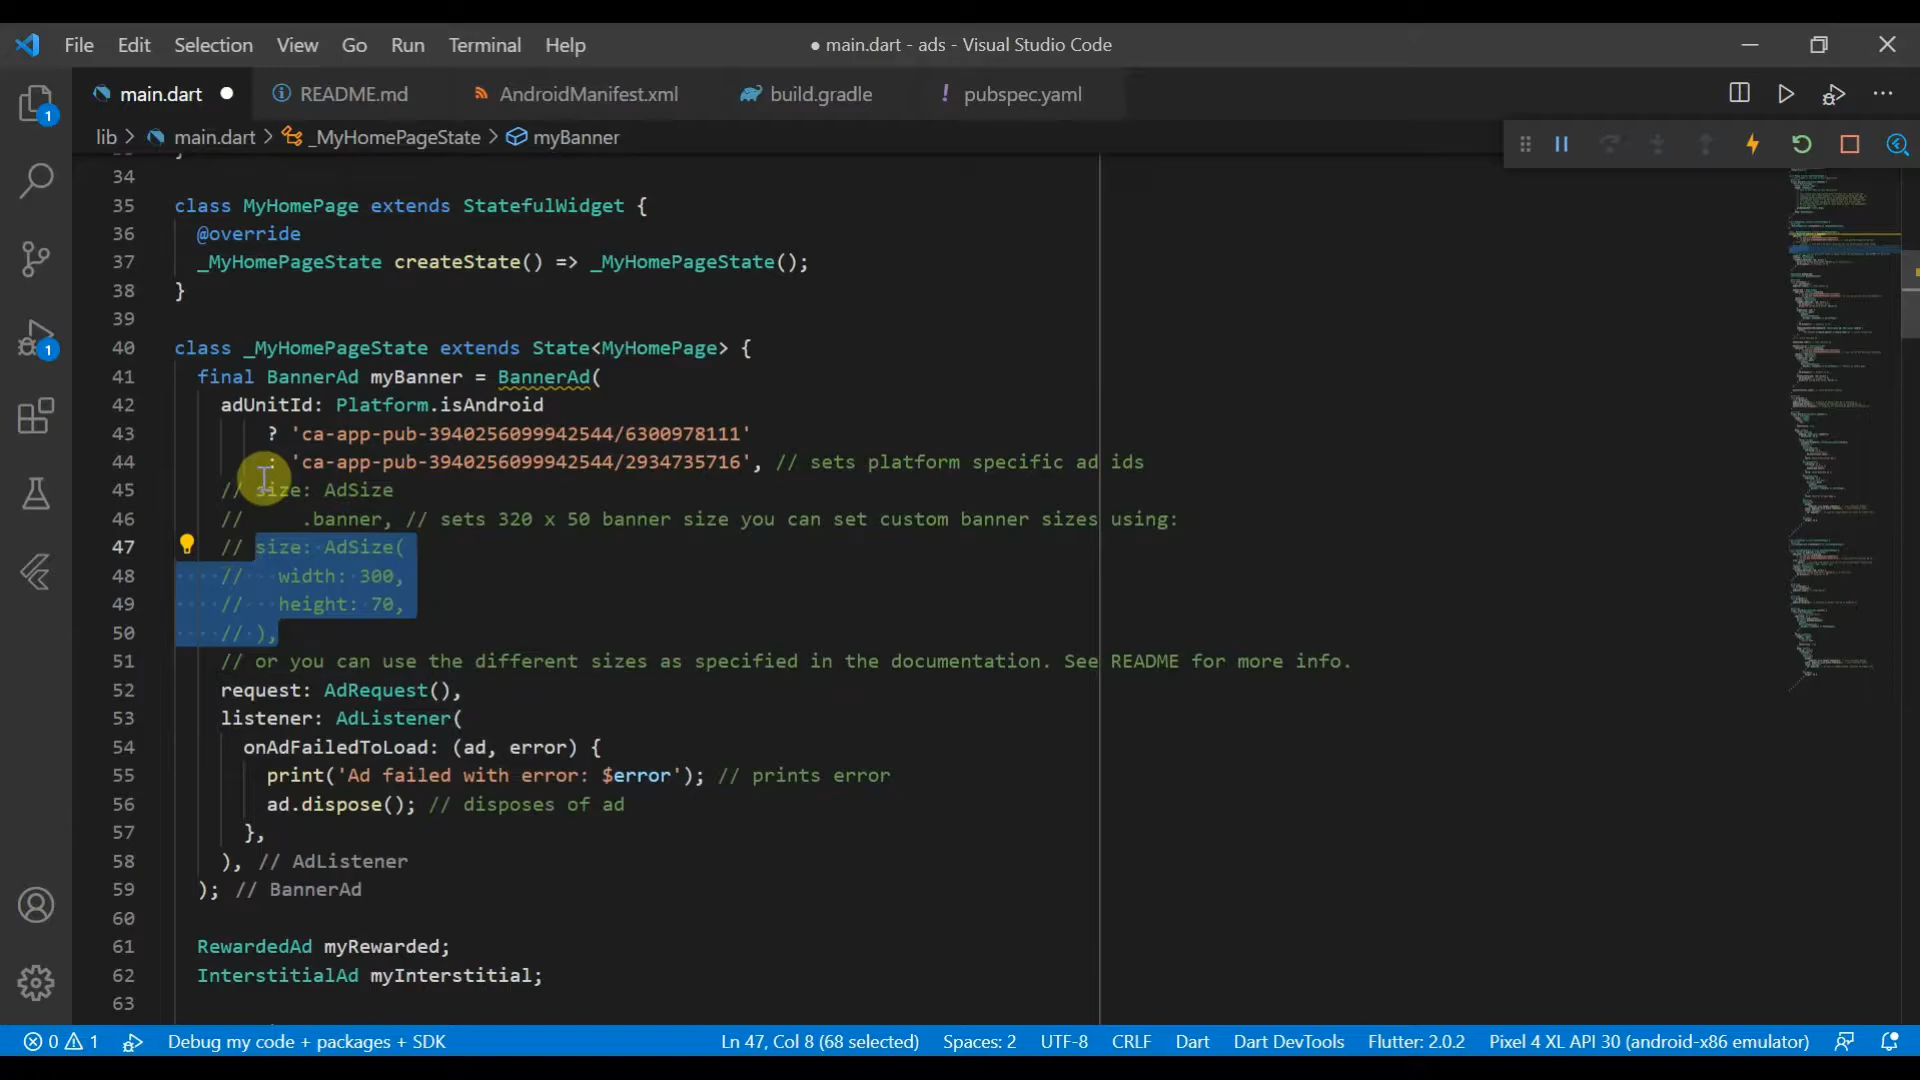 File Edit Selection View Go Run Terminal Help ● main.dart - ads - Visual Studio Code
main.dart README.md AndroidManifest.xml build.gradle ! pubspec.yaml
lib > main.dart > _MyHomePageState > myBanner
34
35 class MyHomePage extends StatefulWidget {
36 @override
37 _MyHomePageState createState() => _MyHomePageState();
38 }
39
40 class _MyHomePageState extends State<MyHomePage> {
41 final BannerAd myBanner = BannerAd(
42 adUnitId: Platform.isAndroid
43 ? 'ca-app-pub-3940256099942544/6300978111'
44 : 'ca-app-pub-3940256099942544/2934735716', // sets platform specific ad ids
45 // size: AdSize
46 // .banner, // sets 320 x 50 banner size you can set custom banner sizes using:
47 // size: AdSize(
48 // width: 300,
49 // height: 70,
50 // ),
51 // or you can use the different sizes as specified in the documentation. See README for more info.
52 request: AdRequest(),
53 listener: AdListener(
54 onAdFailedToLoad: (ad, error) {
55 print('Ad failed with error: $error'); // prints error
56 ad.dispose(); // disposes of ad
57 },
58 ), // AdListener
59 ); // BannerAd
60
61 RewardedAd myRewarded;
62 InterstitialAd myInterstitial;
63
1
1
0 1 Debug my code + packages + SDK Ln 47, Col 8 (68 selected) Spaces: 2 UTF-8 CRLF Dart Dart DevTools Flutter: 2.0.2 Pixel 4 XL API 30 (android-x86 emulator)